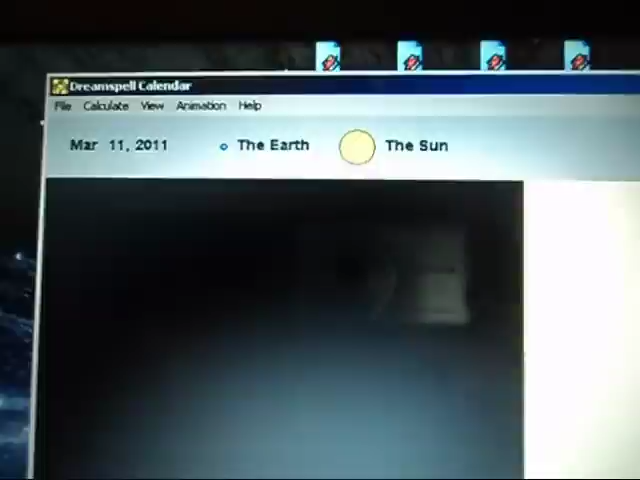 Dreamspell Calendar
File Calculate View Animation Help
Mar 11, 2011 The Earth The Sun